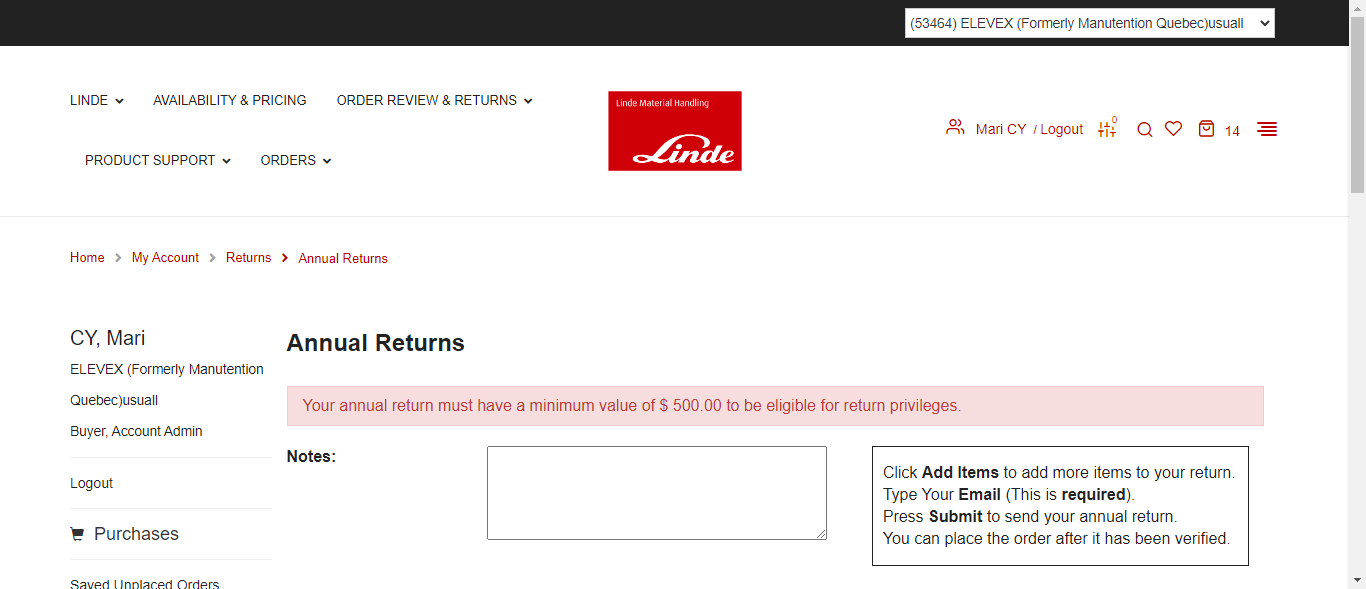 (53464) ELEVEX (Formerly Manutention Quebec)usuall
LINDE
AVAILABILITY & PRICING
ORDER REVIEW & RETURNS
PRODUCT SUPPORT
ORDERS
Linde Material Handling
Linde
Mari CY / Logout
0
14
Home
My Account
Returns
Annual Returns
CY, Mari
ELEVEX (Formerly Manutention
Quebec)usuall
Buyer, Account Admin
Logout
Purchases
Saved Unplaced Orders
Annual Returns
Your annual return must have a minimum value of $ 500.00 to be eligible for return privileges.
Notes:
Click Add Items to add more items to your return.
Type Your Email (This is required).
Press Submit to send your annual return.
You can place the order after it has been verified.